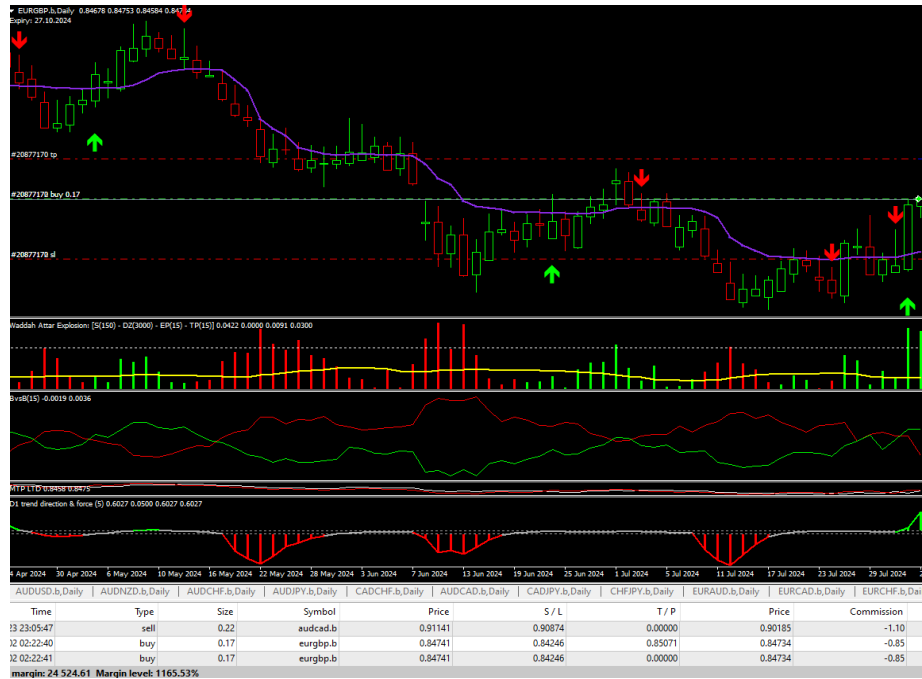 EURGBP.b,Daily 0.84678 0.84753 0.84584 0.84734
Expiry: 27.10.2024
#20877170 tp
#20877170 buy 0.17
#20877170 sl
Waddah Attar Explosion: [S(150) - DZ(3000) - EP(15) - TP(15)] 0.0422 0.0000 0.0091 0.0300
BvsB(15) -0.0019 0.0036
MTP LTD 0.8458 0.8475
D1 trend direction & force (5) 0.6027 0.0500 0.6027 0.6027
4 Apr 2024 30 Apr 2024 6 May 2024 10 May 2024 16 May 2024 22 May 2024 28 May 2024 3 Jun 2024 7 Jun 2024 13 Jun 2024 19 Jun 2024 25 Jun 2024 1 Jul 2024 5 Jul 2024 11 Jul 2024 17 Jul 2024 23 Jul 2024 29 Jul 2024 2
AUDUSD.b,Daily AUDNZD.b,Daily AUDCHF.b,Daily AUDJPY.b,Daily CADCHF.b,Daily AUDCAD.b,Daily CADJPY.b,Daily CHFJPY.b,Daily EURAUD.b,Daily EURCAD.b,Daily EURCHF.b,Dai
Time Type Size Symbol Price S / L T / P Price Commission
23 23:05:47 sell 0.22 audcad.b 0.91141 0.90874 0.00000 0.90185 -1.10
02 02:22:40 buy 0.17 eurgbp.b 0.84741 0.84246 0.85071 0.84734 -0.85
02 02:22:41 buy 0.17 eurgbp.b 0.84741 0.84246 0.00000 0.84734 -0.85
margin: 24 524.61 Margin level: 1165.53%